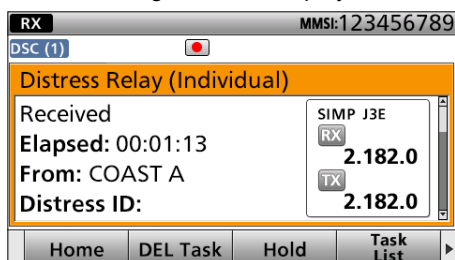 RX MMSI:123456789
DSC (1)
Distress Relay (Individual)
Received
Elapsed: 00:01:13
From: COAST A
Distress ID:
SIMP J3E
RX
2.182.0
TX
2.182.0
Home DEL Task Hold Task List